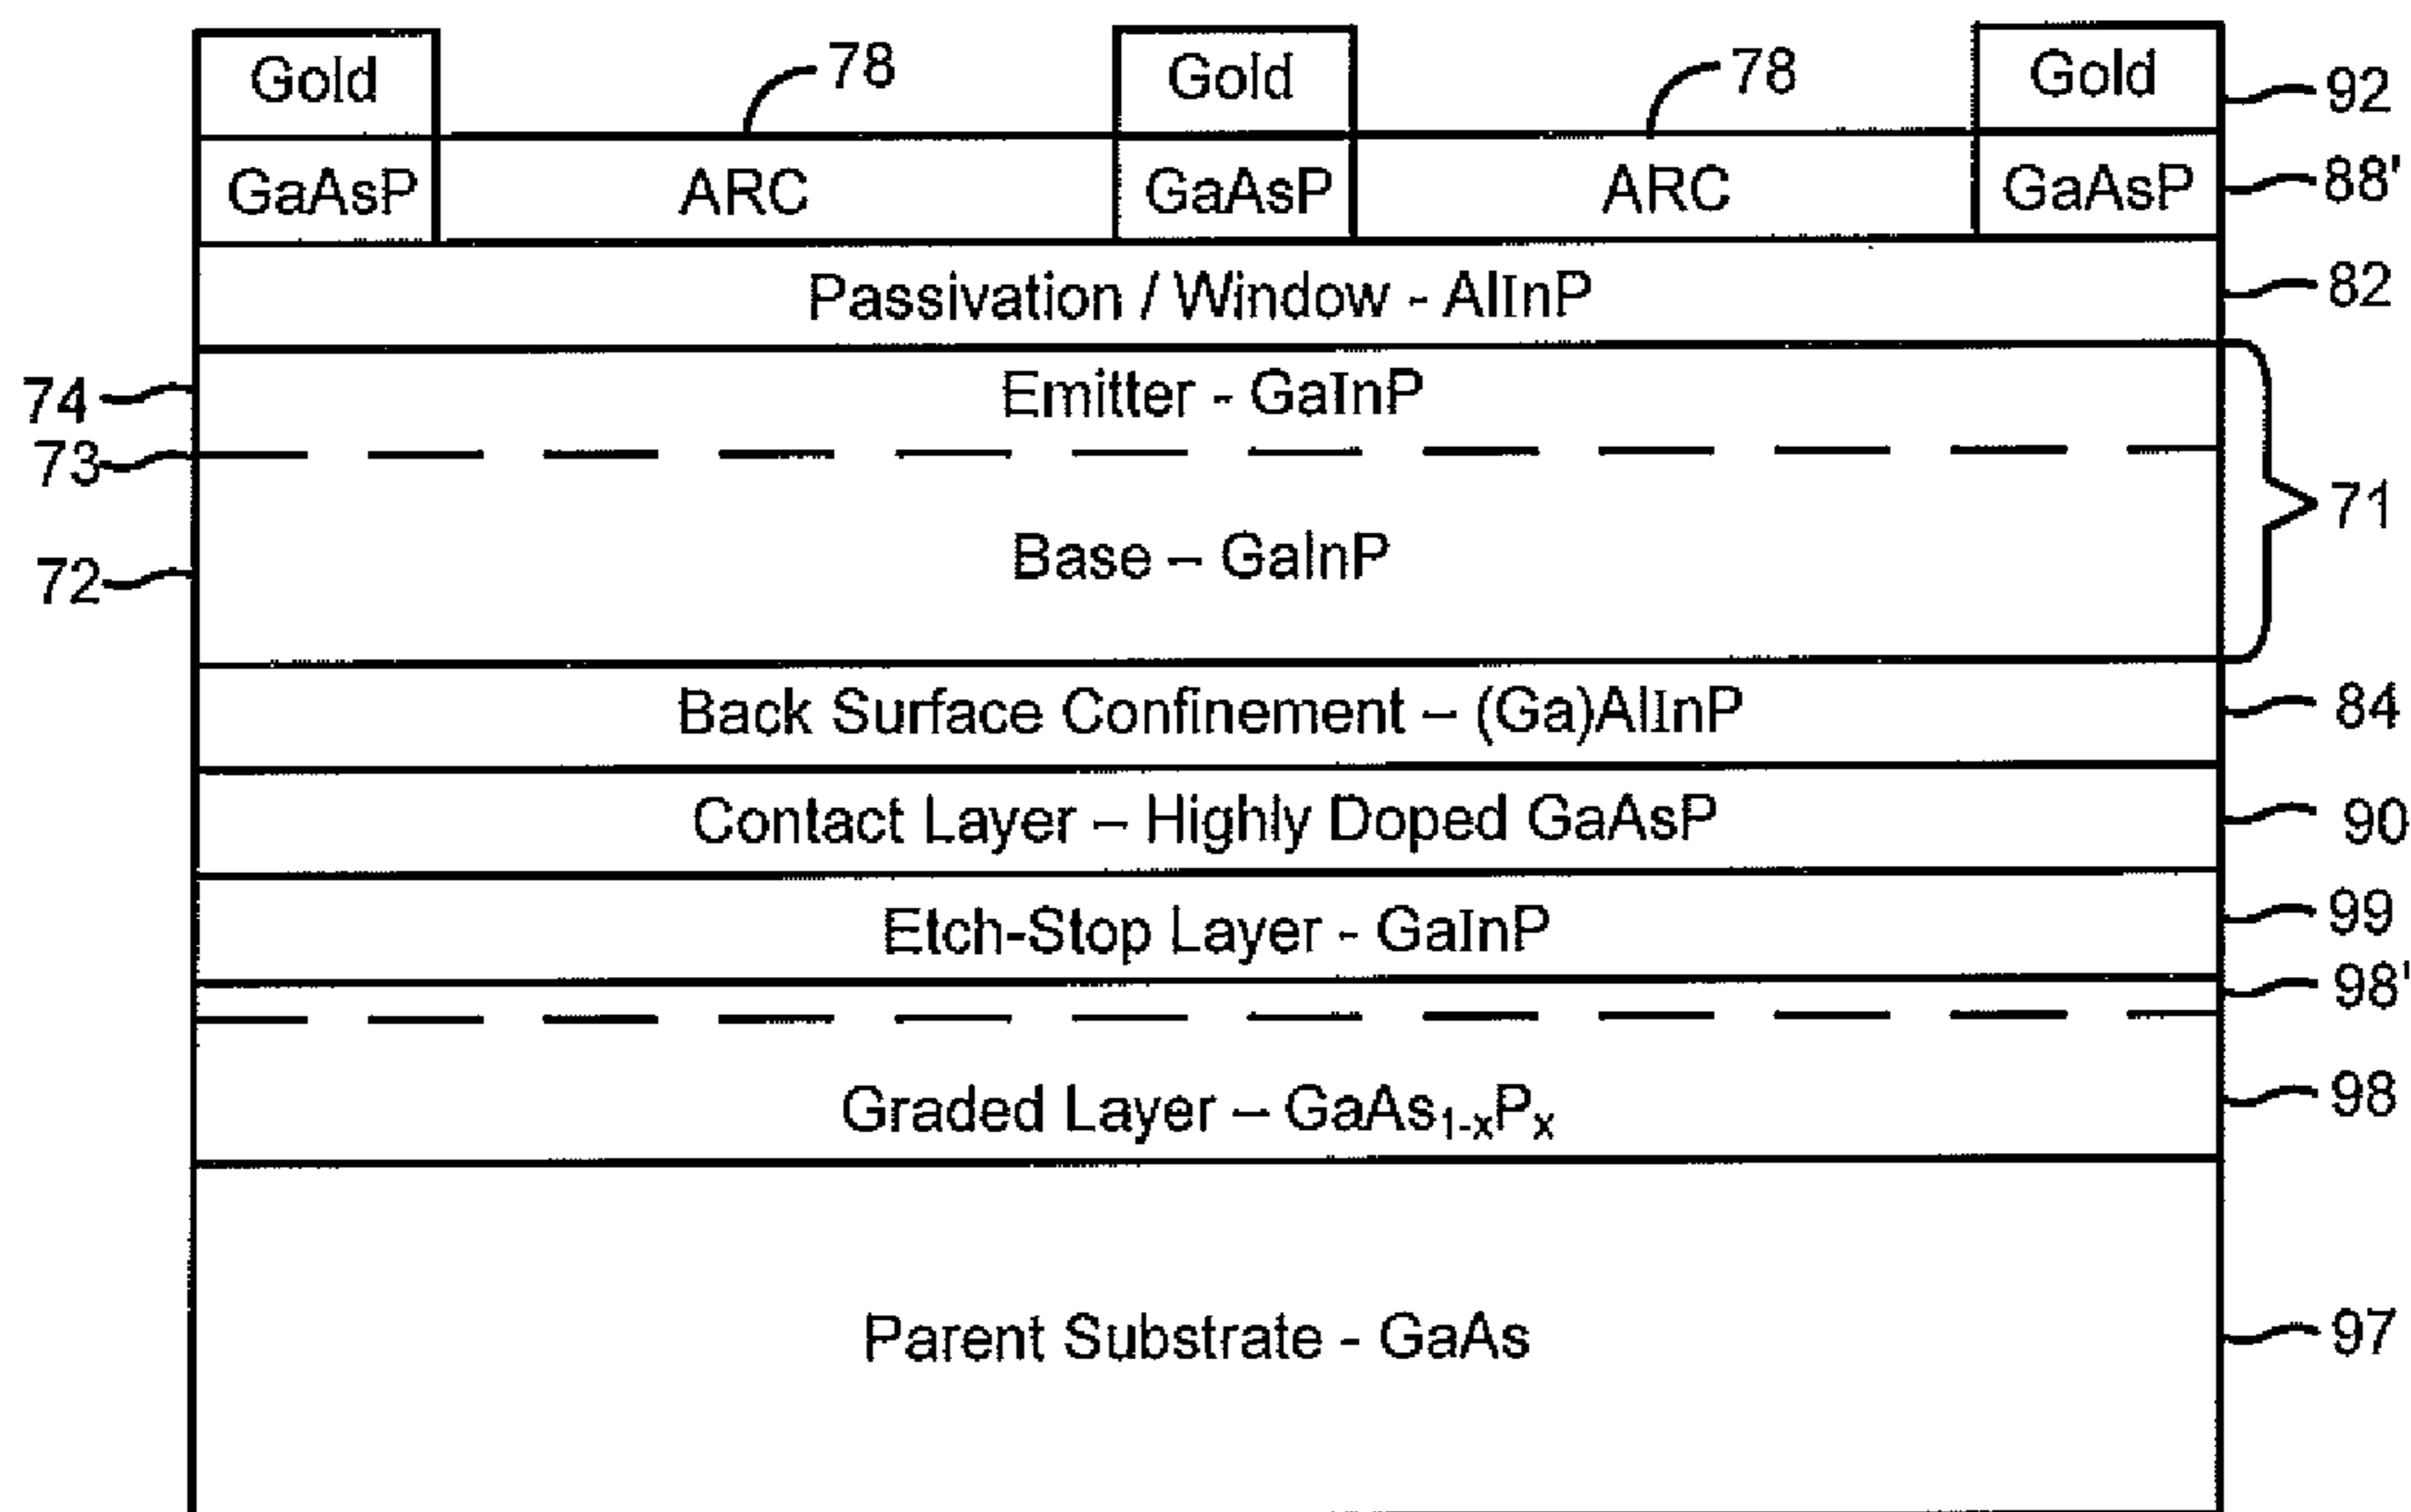 Gold 78 Gold 78 Gold 92
GaAsP ARC GaAsP ARC GaAsP 88'
Passivation / Window - AlInP 82
74 Emitter - GaInP
73
71
72 Base – GaInP
Back Surface Confinement – (Ga)AlInP 84
Contact Layer – Highly Doped GaAsP 90
Etch-Stop Layer - GaInP 99
98'
Graded Layer – GaAs₁₋ₓPₓ 98
Parent Substrate - GaAs 97